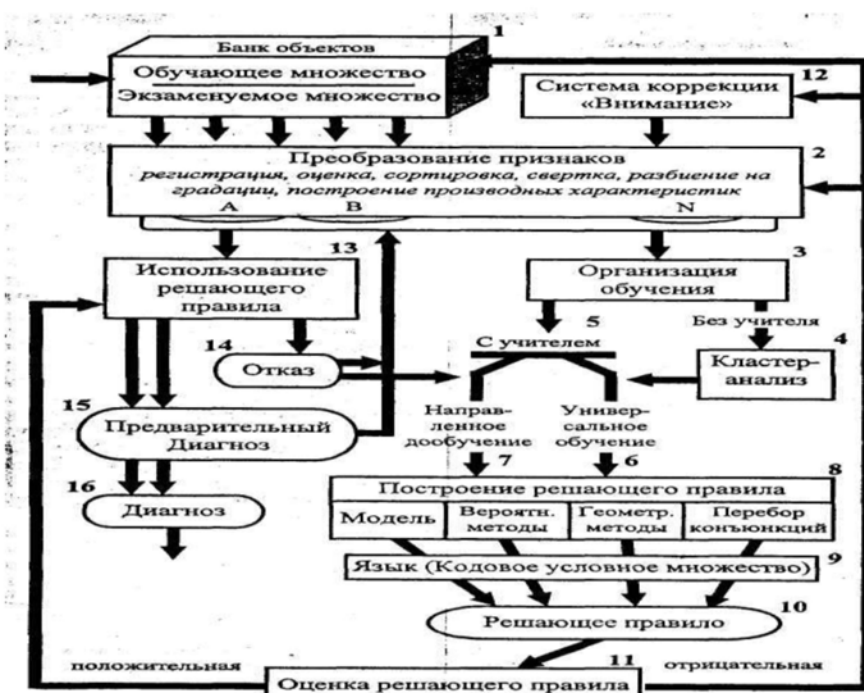 1
Банк объектов
Обучающее множество
Экзаменуемое множество
12
Система коррекции
«Внимание»
2
Преобразование признаков
регистрация, оценка, сортировка, свертка, разбиение на
градации, построение производных характеристик
A B N
13
Использование
решающего
правила
3
Организация
обучения
14
Отказ
5
С учителем
Без учителя
4
Кластер-
анализ
15
Предварительный
Диагноз
Направ-
ленное
дообучение
7
Универ-
сальное
обучение
6
16
Диагноз
8
Построение решающего правила
Модель
Вероятн.
методы
Геометр.
методы
Перебор
конъюнкций
9
Язык (Кодовое условное множество)
10
Решающее правило
положительная
11
отрицательная
Оценка решающего правила